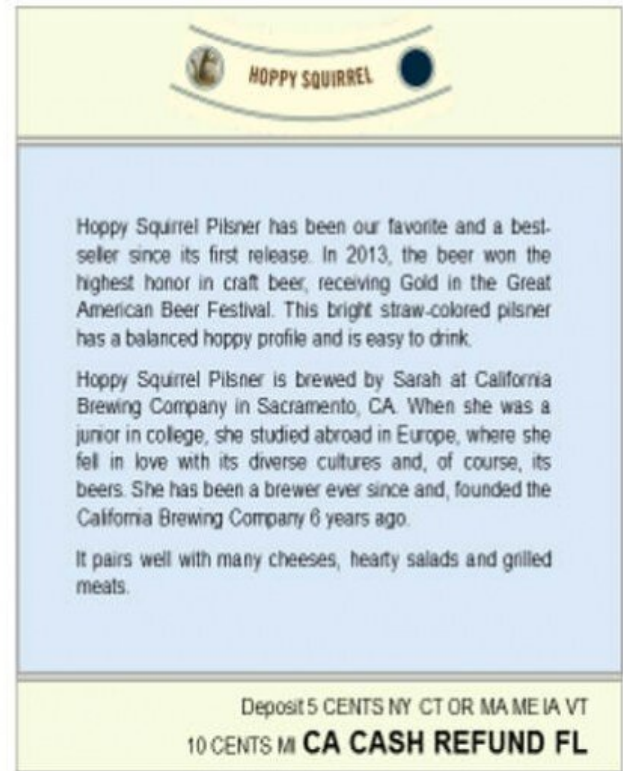 HOPPY SQUIRREL
Hoppy Squirrel Pilsner has been our favorite and a best-
seller since its first release. In 2013, the beer won the
highest honor in craft beer, receiving Gold in the Great
American Beer Festival. This bright straw-colored pilsner
has a balanced hoppy profile and is easy to drink.
Hoppy Squirrel Pilsner is brewed by Sarah at California
Brewing Company in Sacramento, CA. When she was a
junior in college, she studied abroad in Europe, where she
fell in love with its diverse cultures and, of course, its
beers. She has been a brewer ever since and, founded the
California Brewing Company 6 years ago.
It pairs well with many cheeses, hearty salads and grilled
meats.
Deposit 5 CENTS NY CT OR MA ME IA VT
10 CENTS MI CA CASH REFUND FL